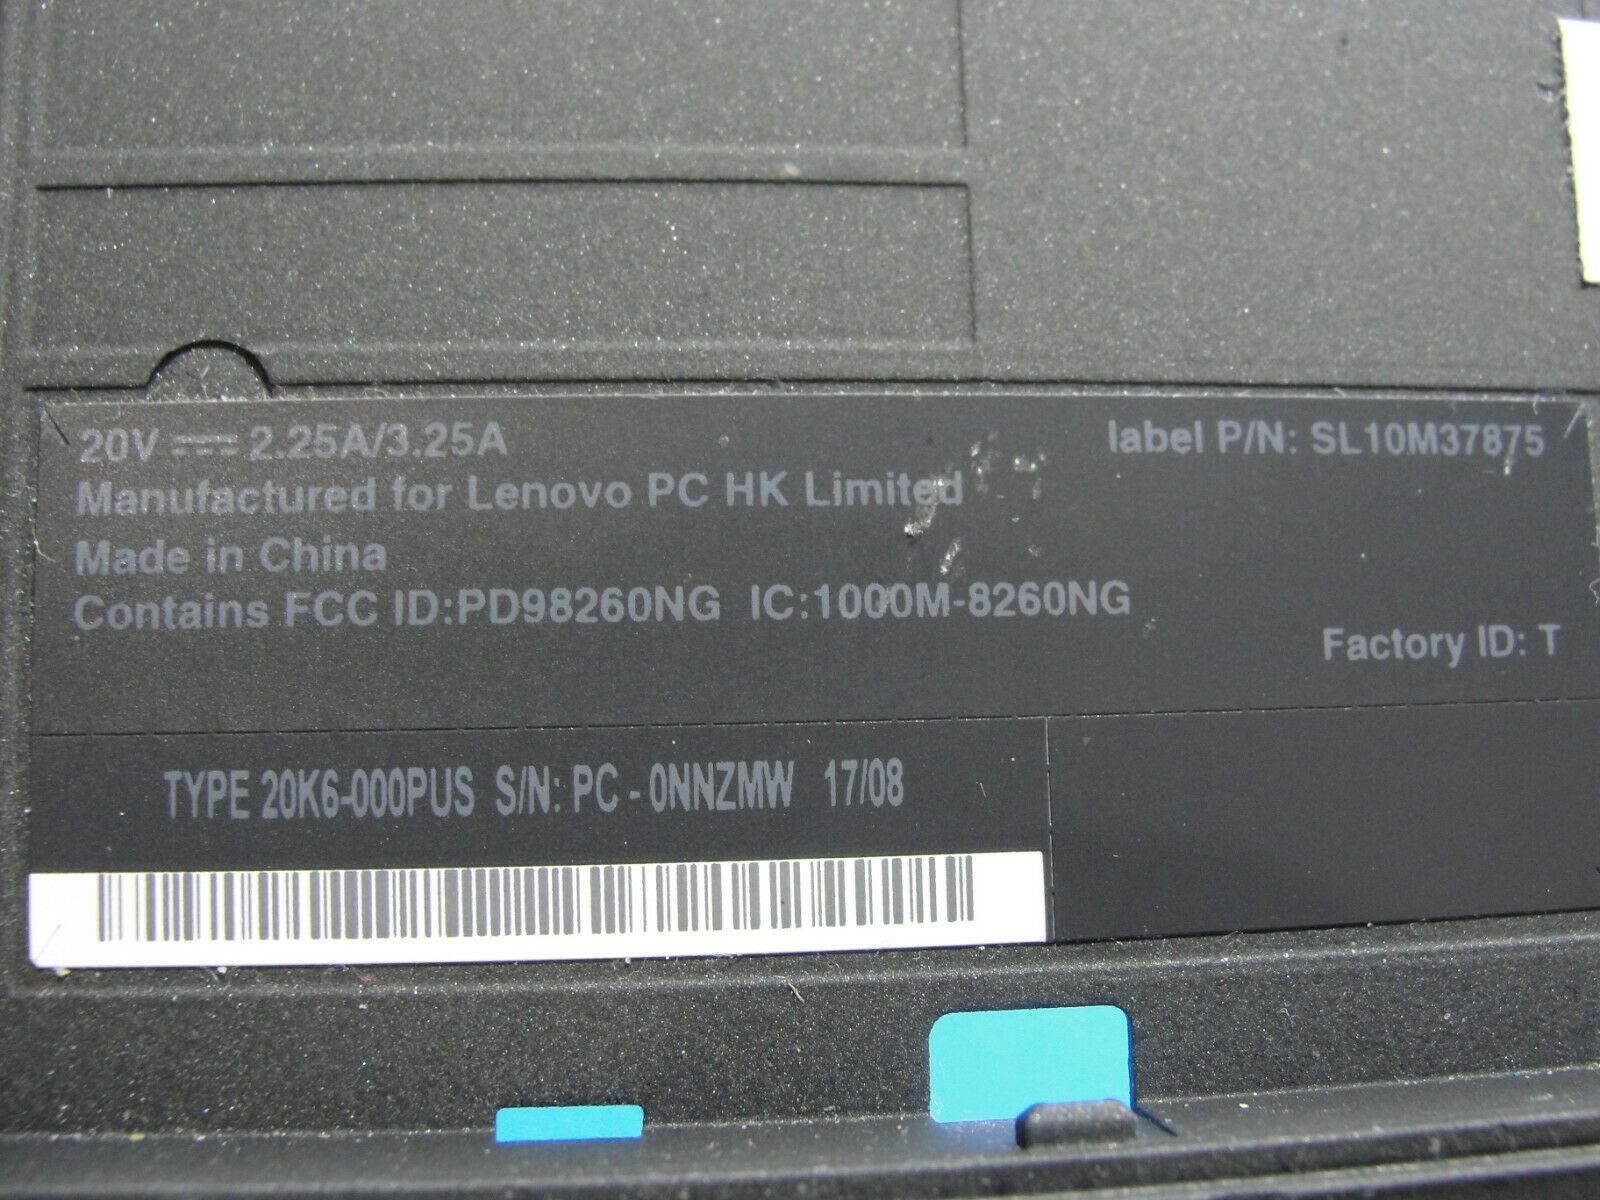 20V ⎓ 2.25A/3.25A
label P/N: SL10M37875
Manufactured for Lenovo PC HK Limited
Made in China
Contains FCC ID:PD98260NG IC:1000M-8260NG
Factory ID: T
TYPE 20K6-000PUS S/N: PC - 0NNZMW 17/08